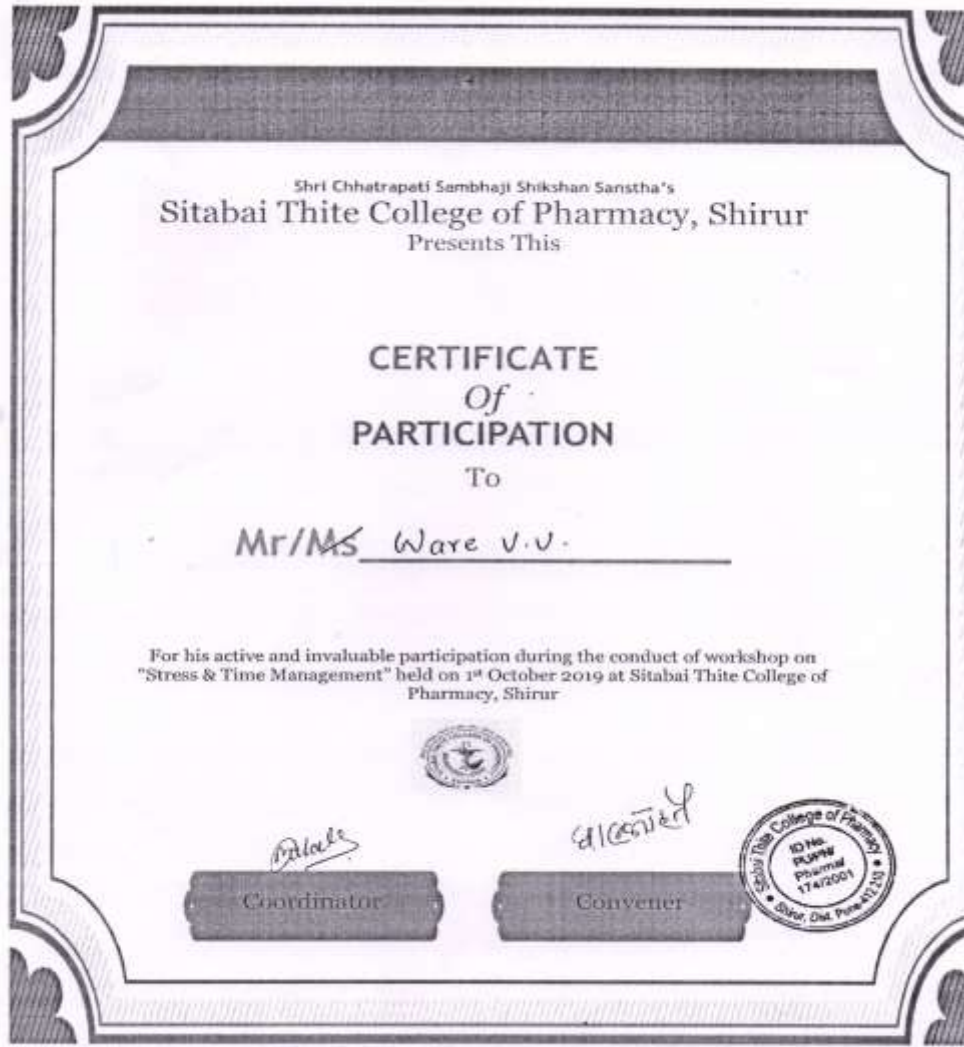 Shri Chhatrapati Sambhaji Shikshan Sanstha's
Sitabai Thite College of Pharmacy, Shirur
Presents This
CERTIFICATE
Of
PARTICIPATION
To
Mr/Ms Ware V.V.
For his active and invaluable participation during the conduct of workshop on
"Stress & Time Management" held on 1st October 2019 at Sitabai Thite College of
Pharmacy, Shirur
Coordinator
Convener
Sitabai Thite College of Pharmacy
ID No.
PU/PN/
Pharma/
174/2001
Shirur, Dist. Pune-412 210